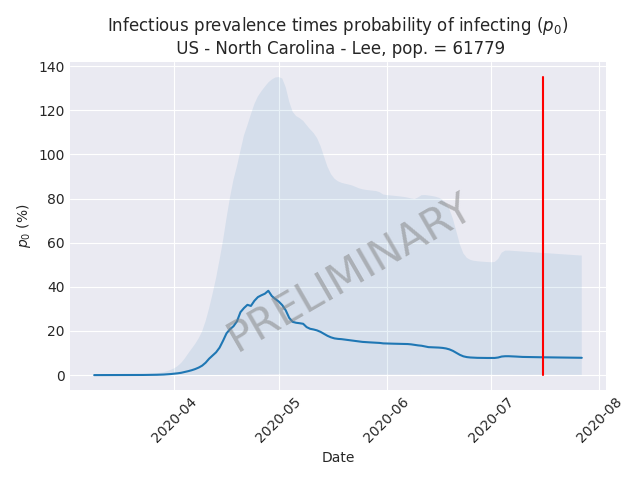 Infectious prevalence times probability of infecting (p₀)
US - North Carolina - Lee, pop. = 61779
140
120
100
80
60
40
20
0
p₀ (%)
PRELIMINARY
2020-04
2020-05
2020-06
2020-07
2020-08
Date